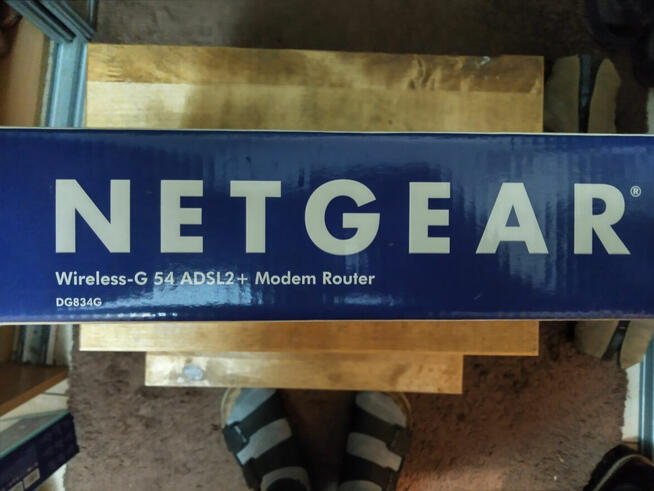 NETGEAR®
Wireless-G 54 ADSL2+ Modem Router
DG834G